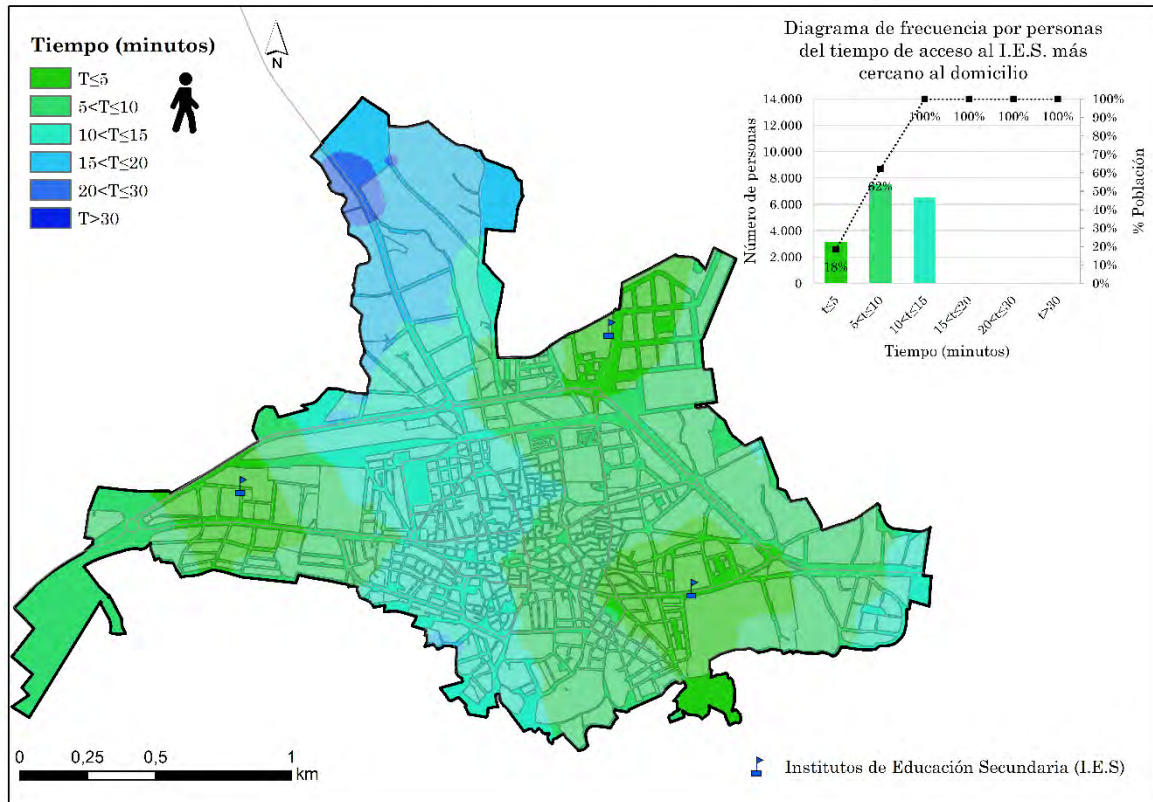 Tiempo (minutos)
T≤5
5<T≤10
10<T≤15
15<T≤20
20<T≤30
T>30
N
Diagrama de frecuencia por personas
del tiempo de acceso al I.E.S. más
cercano al domicilio
Número de personas
14.000
12.000
10.000
8.000
6.000
4.000
2.000
0
18%
62%
100%
100%
100%
100%
100%
90%
80%
70%
60%
50%
40%
30%
20%
10%
0%
% Población
t≤5
5<t≤10
10<t≤15
15<t≤20
20<t≤30
t>30
Tiempo (minutos)
0 0,25 0,5 1
km
Institutos de Educación Secundaria (I.E.S)